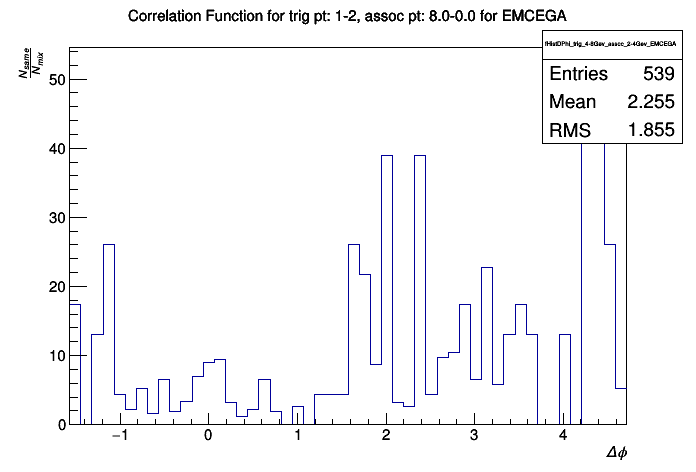 Correlation Function for trig pt: 1-2, assoc pt: 8.0-0.0 for EMCEGA
fHistDPhi_trig_4-8Gev_assoc_2-4Gev_EMCEGA
Entries 539
Mean 2.255
RMS 1.855
N_same
N_mix
50
40
30
20
10
0
−1 0 1 2 3 4
Δϕ